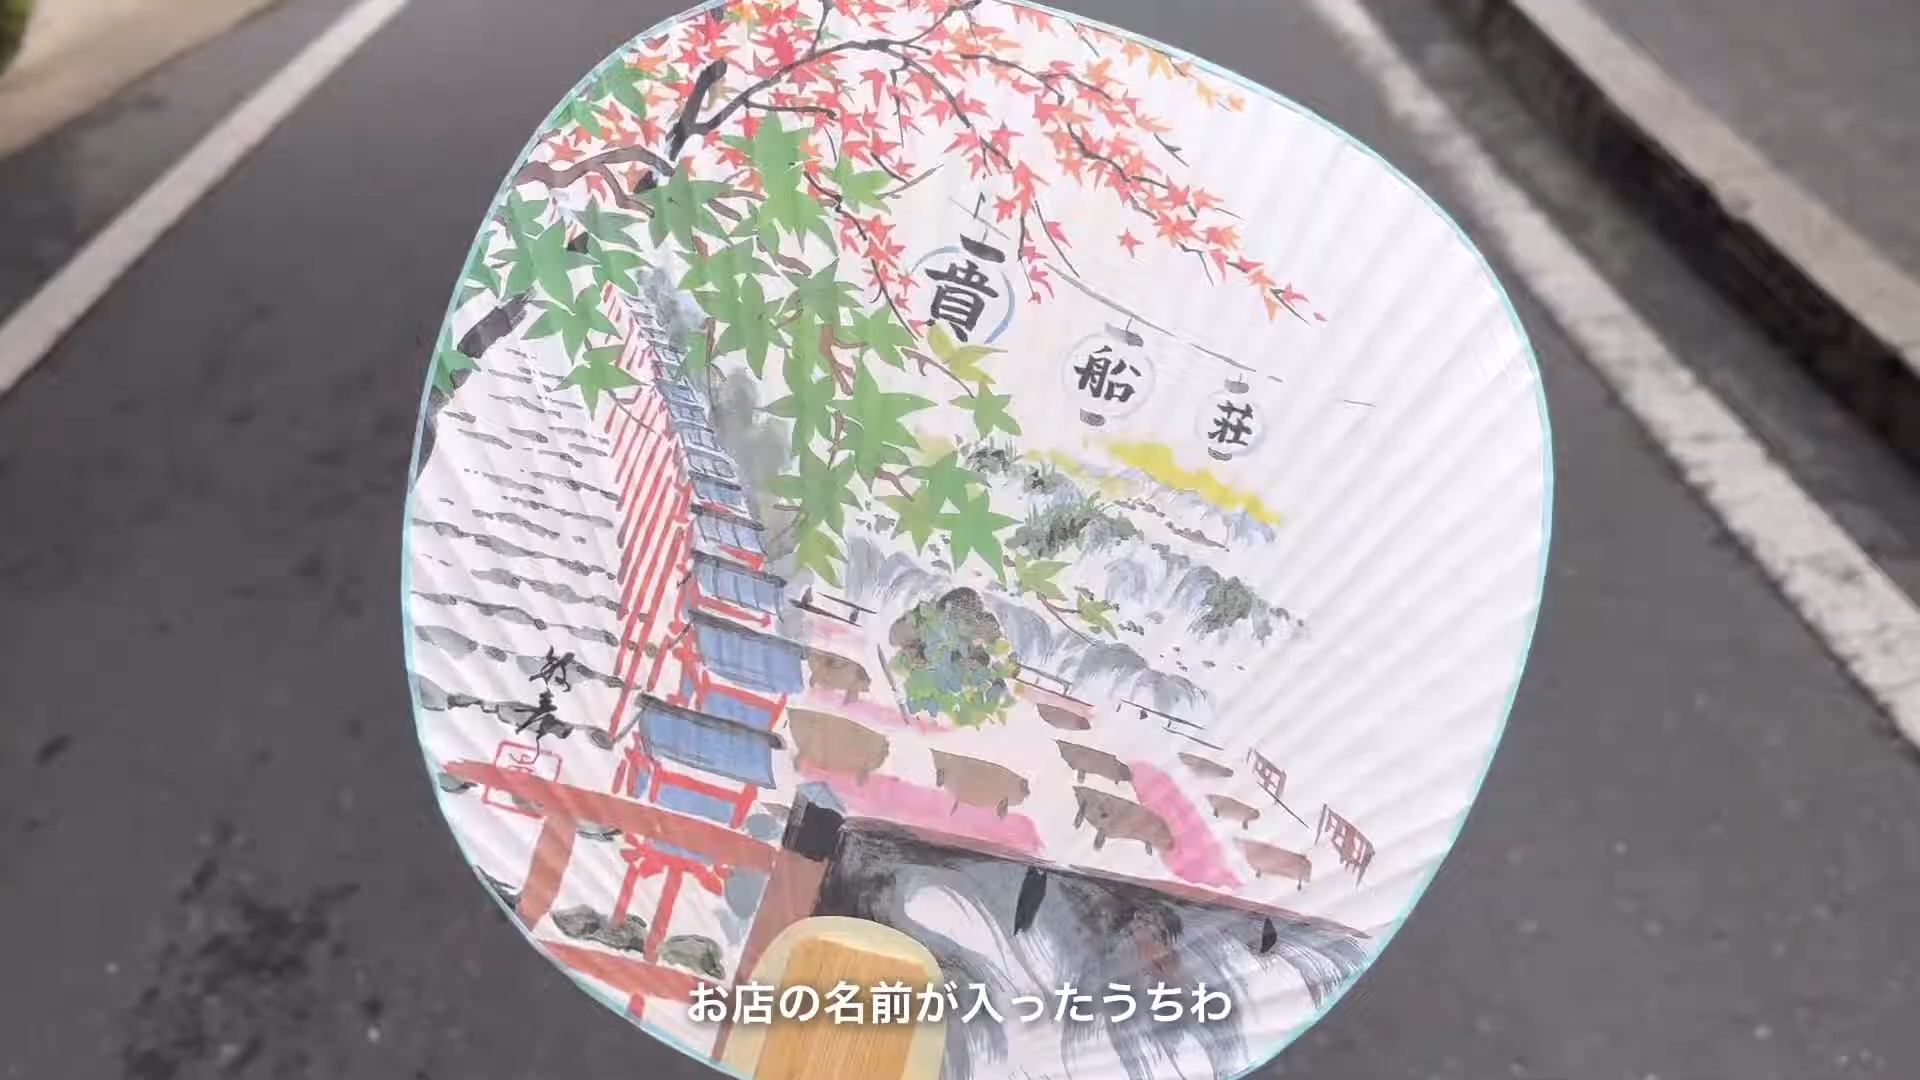 貴船荘
お店の名前が入ったうちわ